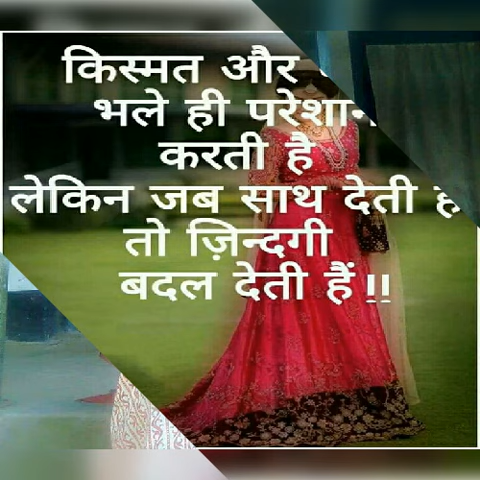 किस्मत और
भले ही परेशान
करती है
लेकिन जब साथ देती है
तो ज़िन्दगी
बदल देती हैं !!